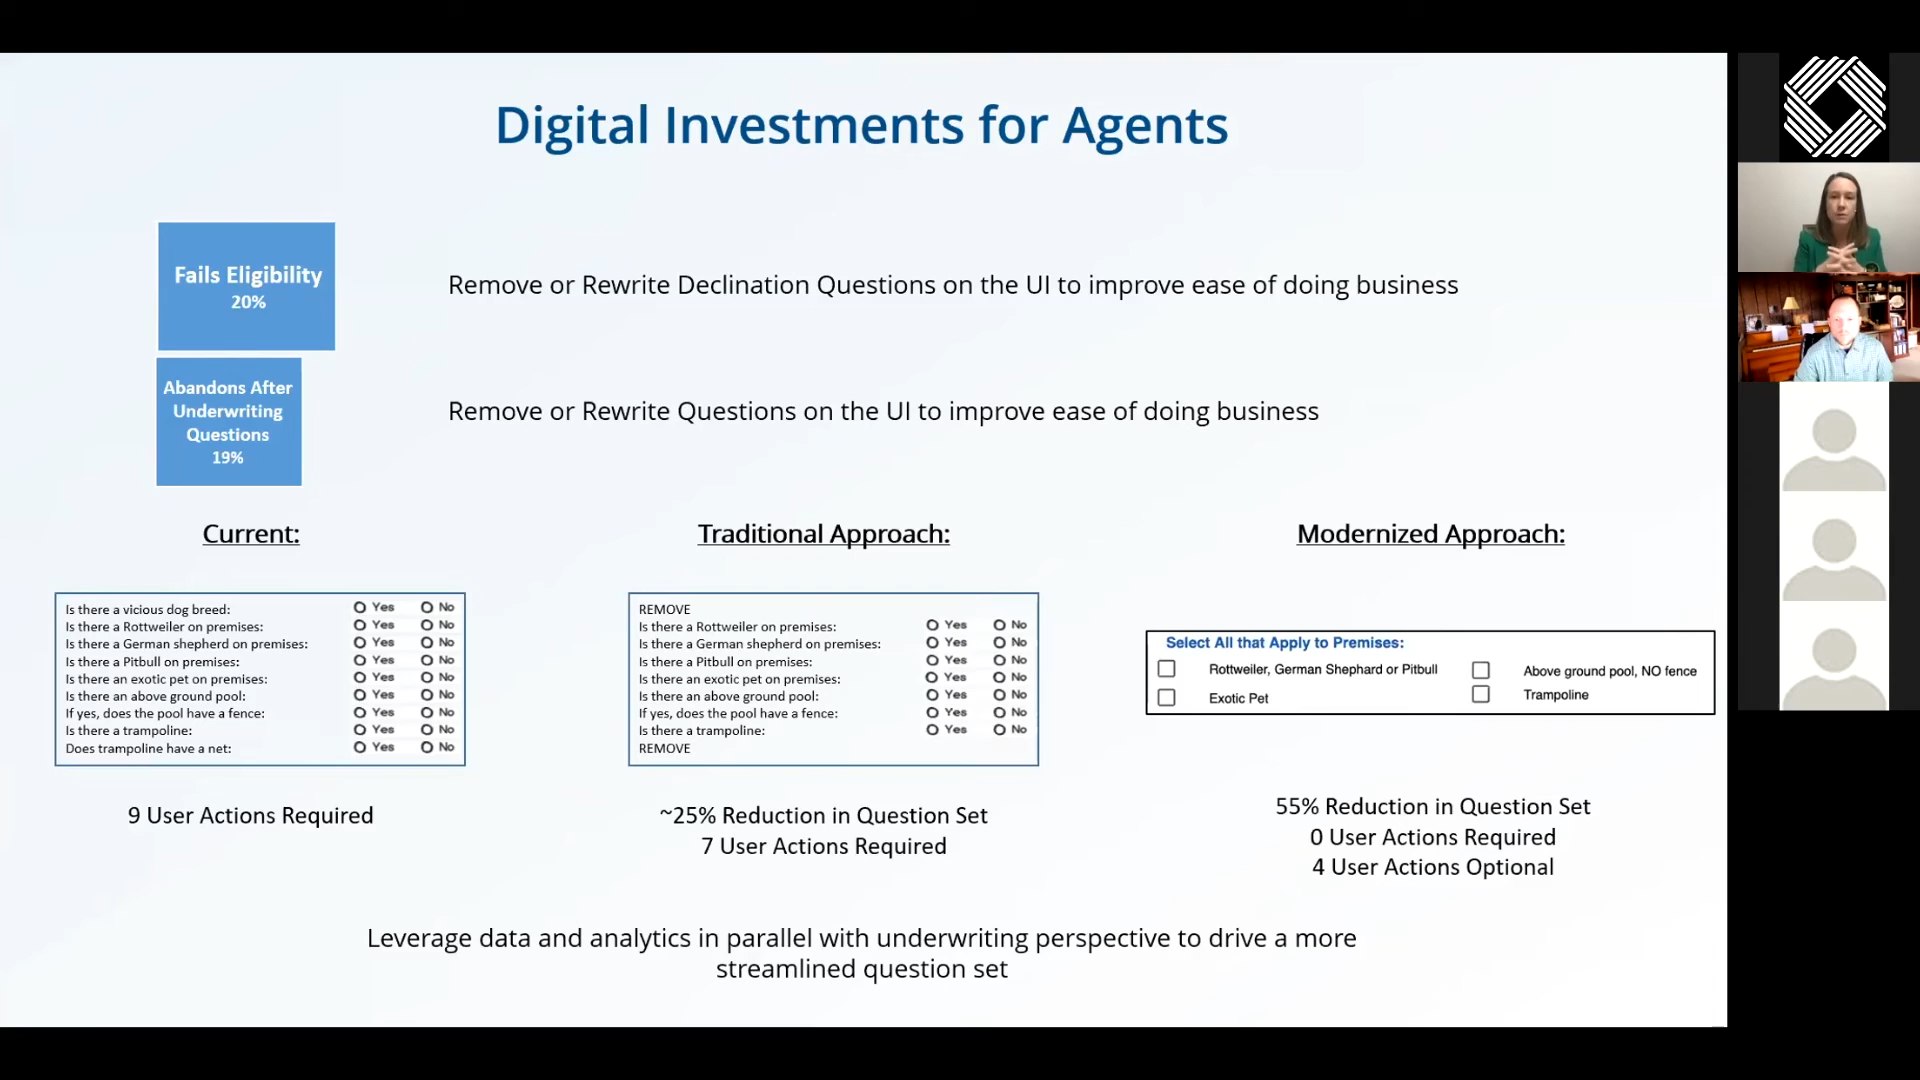 Digital Investments for Agents
Fails Eligibility
20%
Remove or Rewrite Declination Questions on the UI to improve ease of doing business
Abandons After
Underwriting
Questions
19%
Remove or Rewrite Questions on the UI to improve ease of doing business
Current:
Is there a vicious dog breed: Yes No
Is there a Rottweiler on premises: Yes No
Is there a German shepherd on premises: Yes No
Is there a Pitbull on premises: Yes No
Is there an exotic pet on premises: Yes No
Is there an above ground pool: Yes No
If yes, does the pool have a fence: Yes No
Is there a trampoline: Yes No
Does trampoline have a net: Yes No
9 User Actions Required
Traditional Approach:
REMOVE
Is there a Rottweiler on premises: Yes No
Is there a German shepherd on premises: Yes No
Is there a Pitbull on premises: Yes No
Is there an exotic pet on premises: Yes No
Is there an above ground pool: Yes No
If yes, does the pool have a fence: Yes No
Is there a trampoline: Yes No
REMOVE
~25% Reduction in Question Set
7 User Actions Required
Modernized Approach:
Select All that Apply to Premises:
Rottweiler, German Shephard or Pitbull
Above ground pool, NO fence
Exotic Pet
Trampoline
55% Reduction in Question Set
0 User Actions Required
4 User Actions Optional
Leverage data and analytics in parallel with underwriting perspective to drive a more
streamlined question set